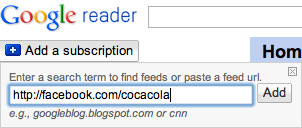 Google reader
Add a subscription
Hom
Enter a search term to find feeds or paste a feed url.
http://facebook.com/cocacola
Add
e.g., googleblog.blogspot.com or cnn